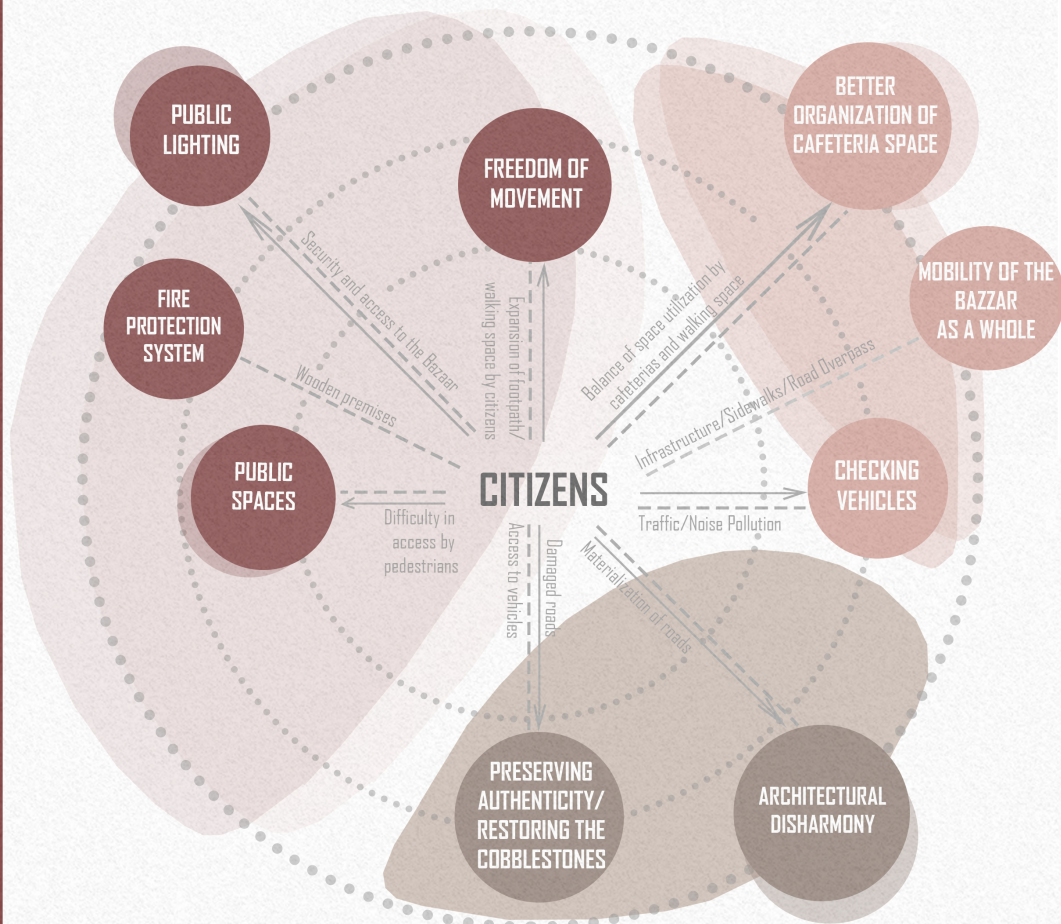 PUBLIC
LIGHTING
BETTER
ORGANIZATION OF
CAFETERIA SPACE
FREEDOM OF
MOVEMENT
FIRE
PROTECTION
SYSTEM
MOBILITY OF THE
BAZZAR
AS A WHOLE
Security and access to the Bazaar
Expansion of footpath/
walking space by citizens
Balance of space utilization by
cafeterias and walking space
Wooden premises
Infrastructure/Sidewalks/Road Overpass
PUBLIC
SPACES
CITIZENS
CHECKING
VEHICLES
Difficulty in
access by
pedestrians
Traffic/Noise Pollution
Access to vehicles
Damaged roads
Materialization of roads
PRESERVING
AUTHENTICITY/
RESTORING THE
COBBLESTONES
ARCHITECTURAL
DISHARMONY